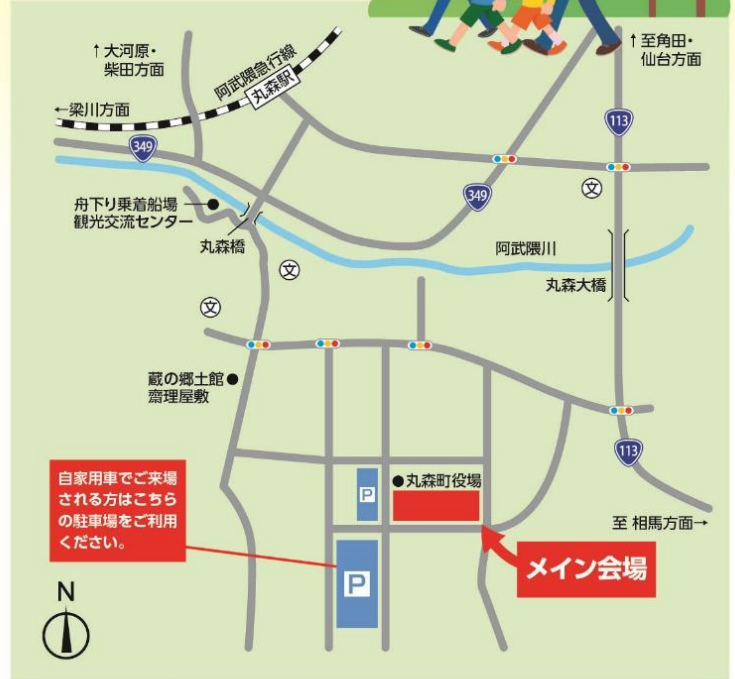 ↑大河原・
柴田方面
阿武隈急行線
丸森駅
↑至角田・
仙台方面
←梁川方面
113
349
文
349
舟下り乗着船場
観光交流センター
丸森橋
阿武隈川
文
丸森大橋
文
蔵の郷土館
齋理屋敷
113
自家用車でご来場
される方はこちら
の駐車場をご利用
ください。
P
丸森町役場
至 相馬方面→
メイン会場
P
N